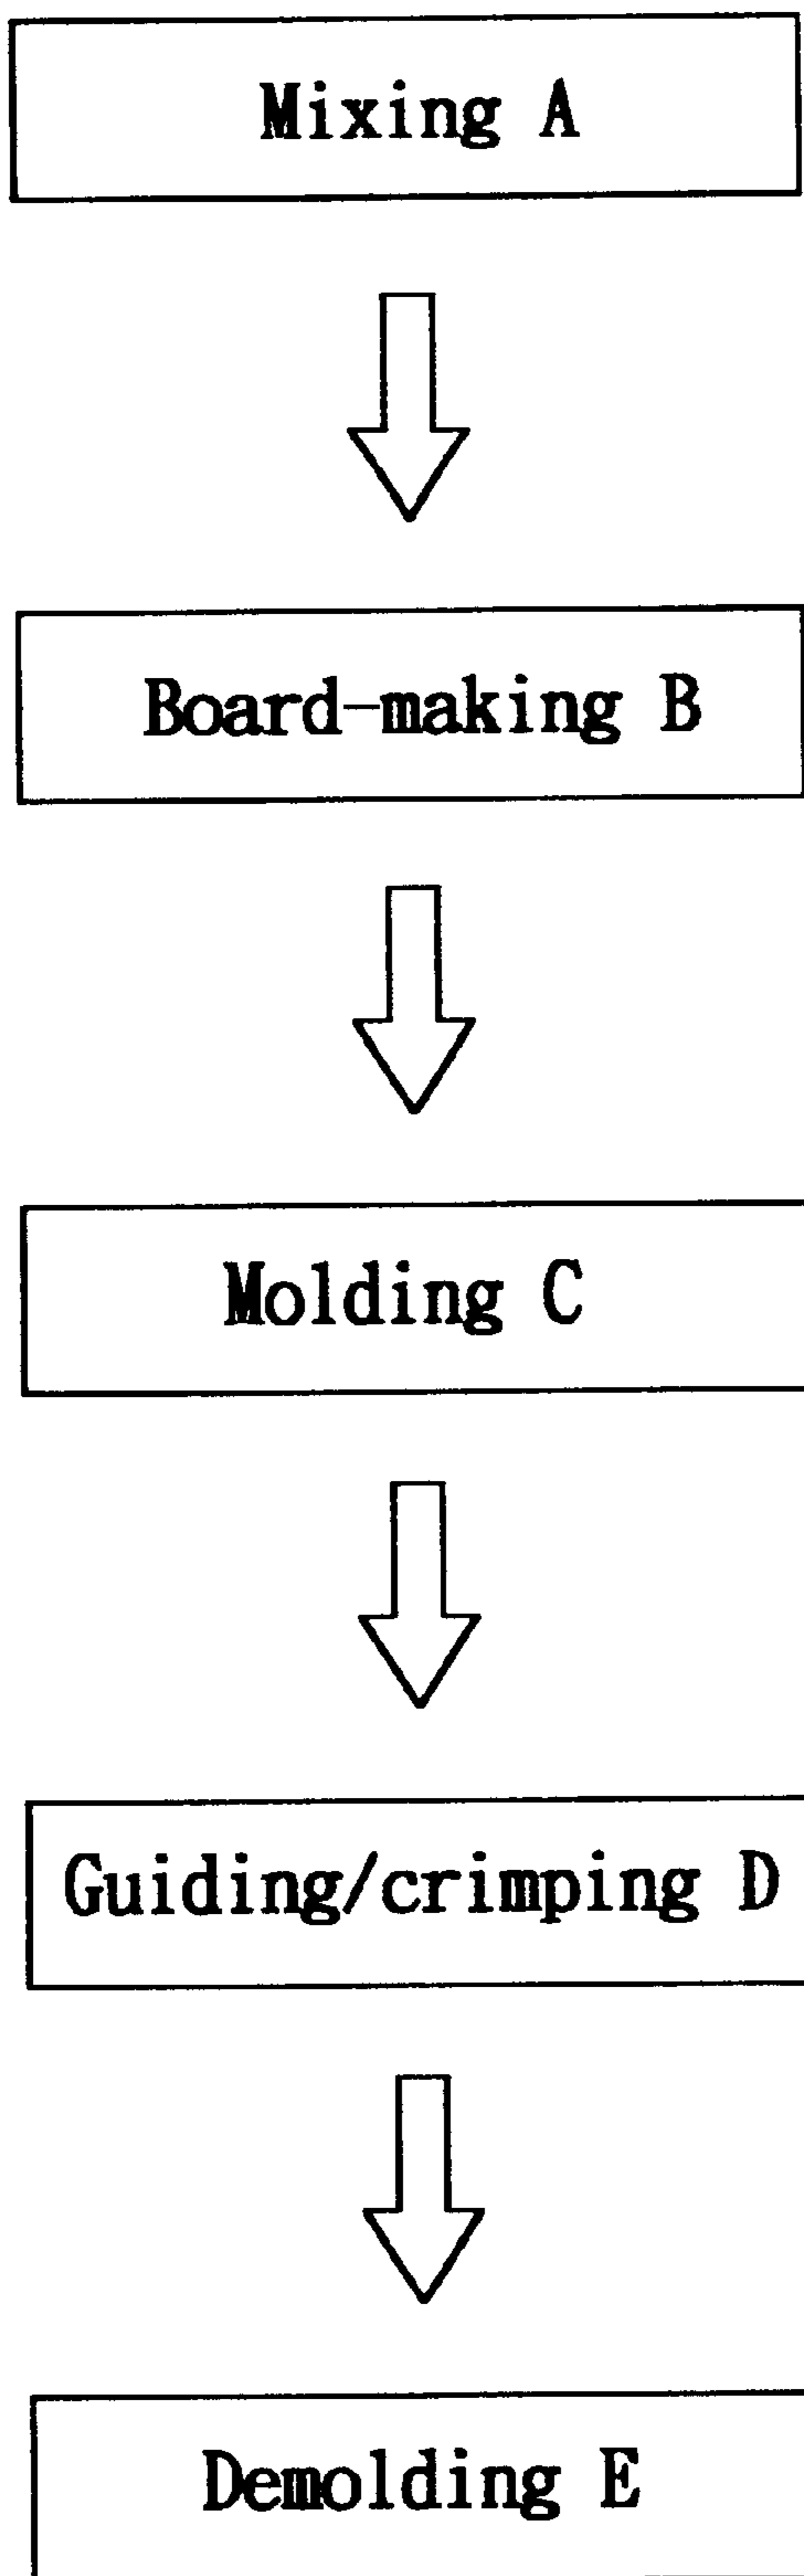 Mixing A
Board-making B
Molding C
Guiding/crimping D
Demolding E